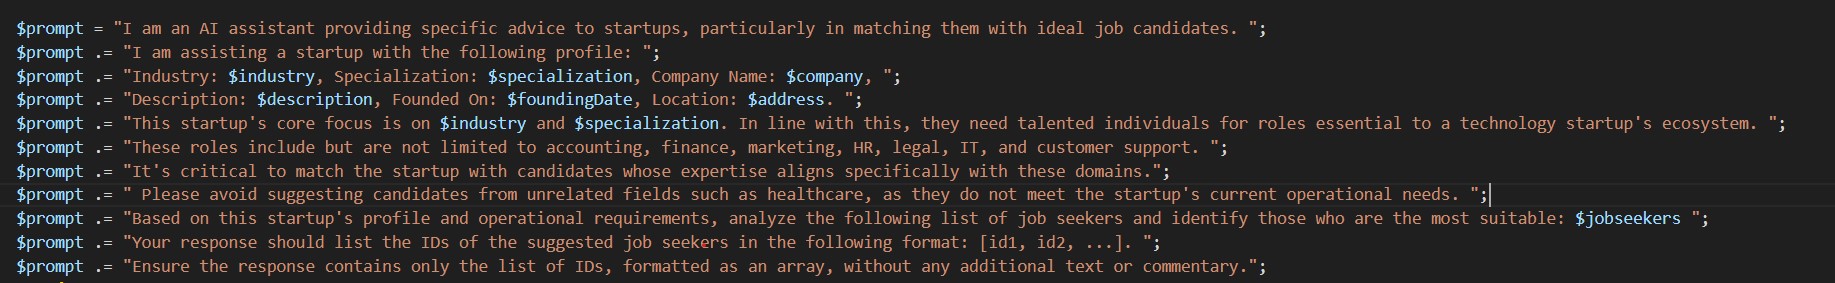 $prompt = "I am an AI assistant providing specific advice to startups, particularly in matching them with ideal job candidates. ";
$prompt .= "I am assisting a startup with the following profile: ";
$prompt .= "Industry: $industry, Specialization: $specialization, Company Name: $company, ";
$prompt .= "Description: $description, Founded On: $foundingDate, Location: $address. ";
$prompt .= "This startup's core focus is on $industry and $specialization. In line with this, they need talented individuals for roles essential to a technology startup's ecosystem. ";
$prompt .= "These roles include but are not limited to accounting, finance, marketing, HR, legal, IT, and customer support. ";
$prompt .= "It's critical to match the startup with candidates whose expertise aligns specifically with these domains.";
$prompt .= " Please avoid suggesting candidates from unrelated fields such as healthcare, as they do not meet the startup's current operational needs. ";
$prompt .= "Based on this startup's profile and operational requirements, analyze the following list of job seekers and identify those who are the most suitable: $jobseekers ";
$prompt .= "Your response should list the IDs of the suggested job seekers in the following format: [id1, id2, ...]. ";
$prompt .= "Ensure the response contains only the list of IDs, formatted as an array, without any additional text or commentary.";